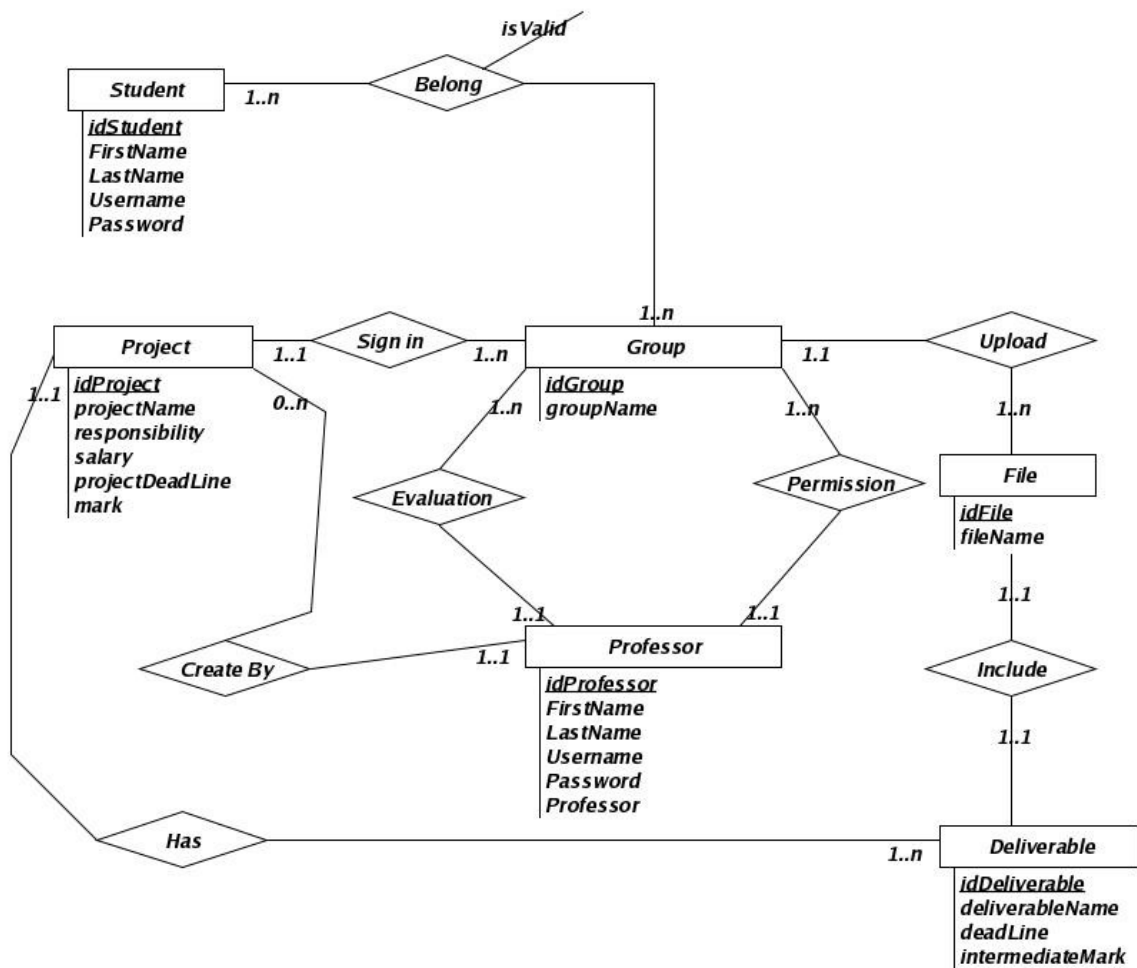 isValid
Student
Belong
1..n
idStudent
FirstName
LastName
Username
Password
1..n
Project
Sign in
Group
Upload
1..1
1..n
1..1
1..1
idProject
projectName
responsibility
salary
projectDeadLine
mark
0..n
idGroup
groupName
1..n
1..n
1..n
Evaluation
Permission
File
idFile
fileName
1..1
1..1
1..1
Professor
Create By
1..1
Include
idProfessor
FirstName
LastName
Username
Password
Professor
1..1
Has
1..n
Deliverable
idDeliverable
deliverableName
deadLine
intermediateMark